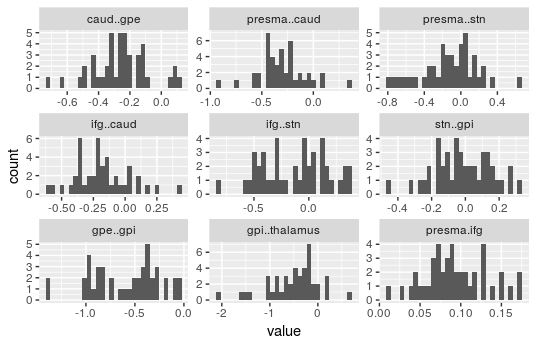 caud..gpe presma..caud presma..stn
5 4 3 2 1 0
5 4 3 2 1 0
-0.6 -0.4 -0.2 0.0
-1.0 -0.5 0.0
-0.8 -0.4 0.0 0.4
ifg..caud ifg..stn stn..gpi
6 4 2 0
4 3 2 1 0
4 3 2 1 0
-0.50 -0.25 0.00 0.25
-0.5 0.0
-0.4 -0.2 0.0 0.2
gpe..gpi gpi..thalamus presma.ifg
5 4 3 2 1 0
6 4 2 0
4 3 2 1 0
-1.0 -0.5 0.0
-2 -1 0
0.00 0.05 0.10 0.15
count
value